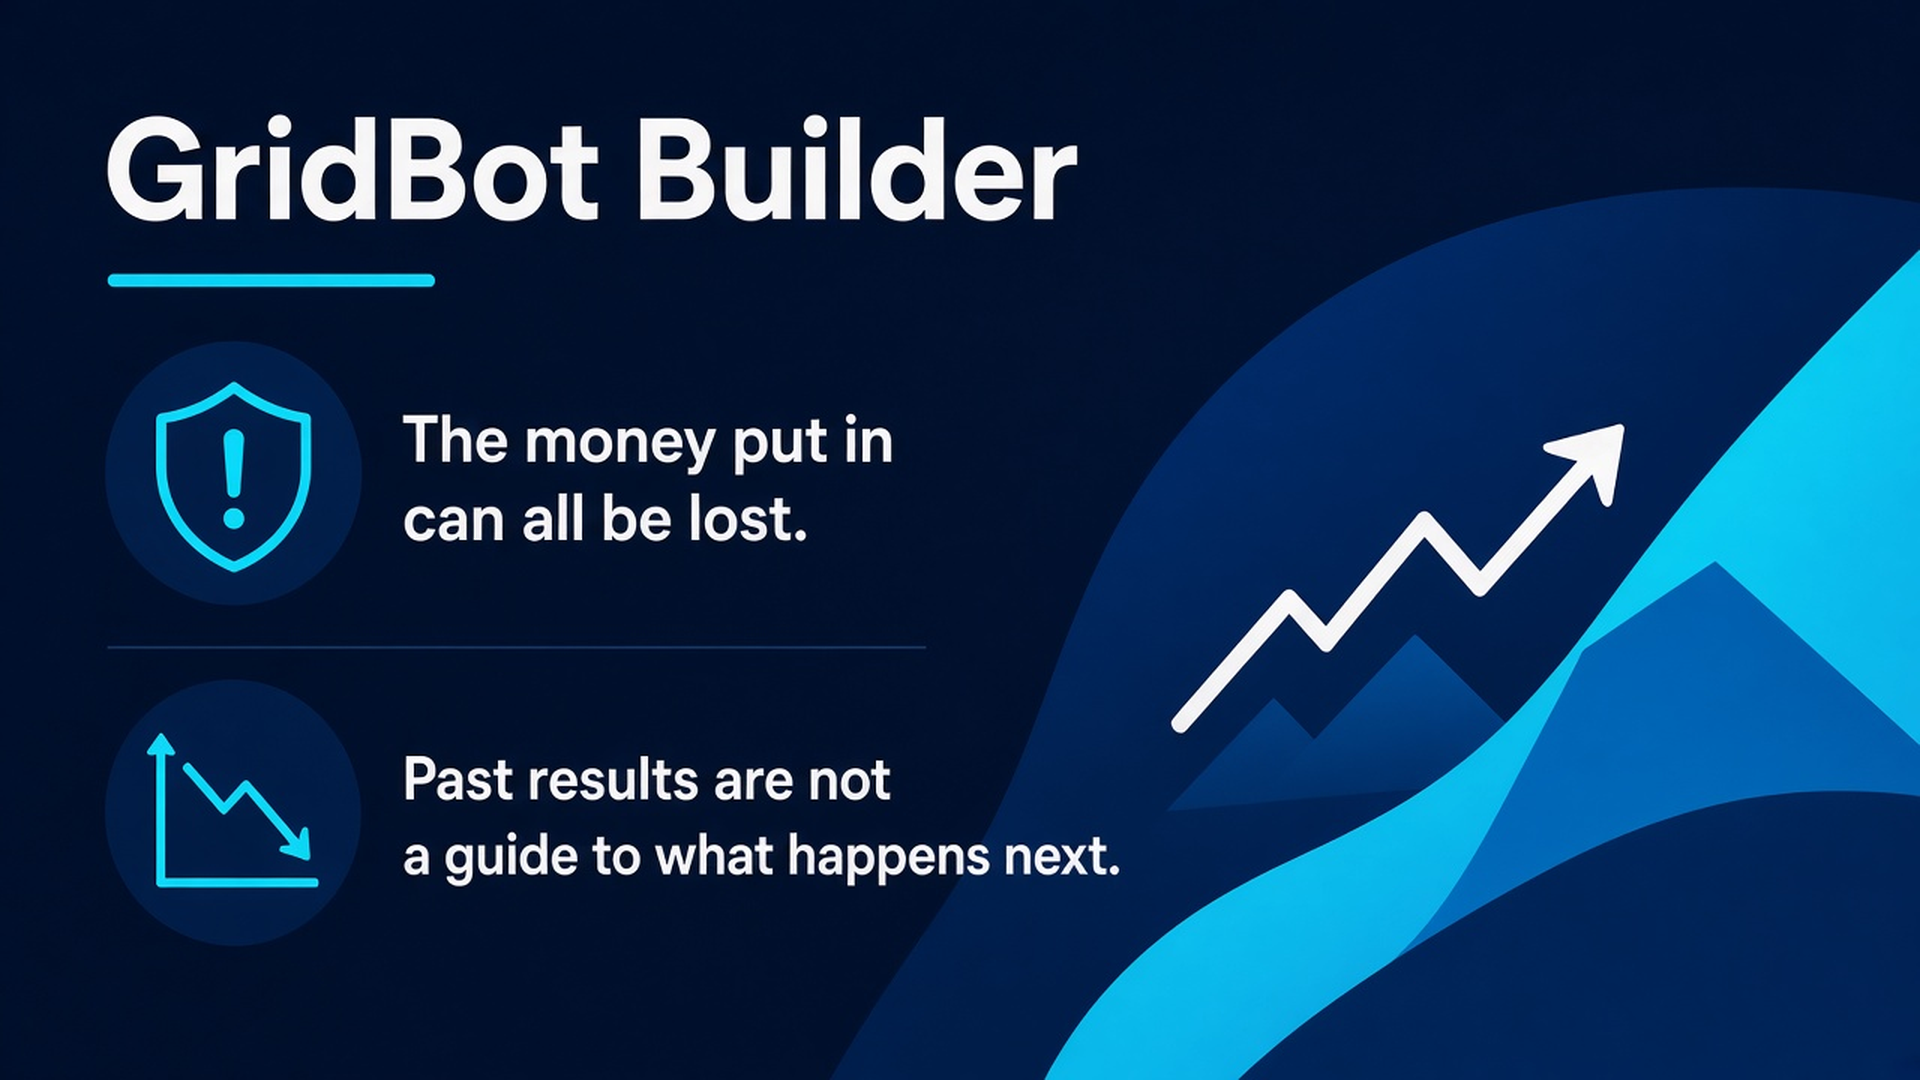 GridBot Builder
The money put in
can all be lost.
Past results are not
a guide to what happens next.